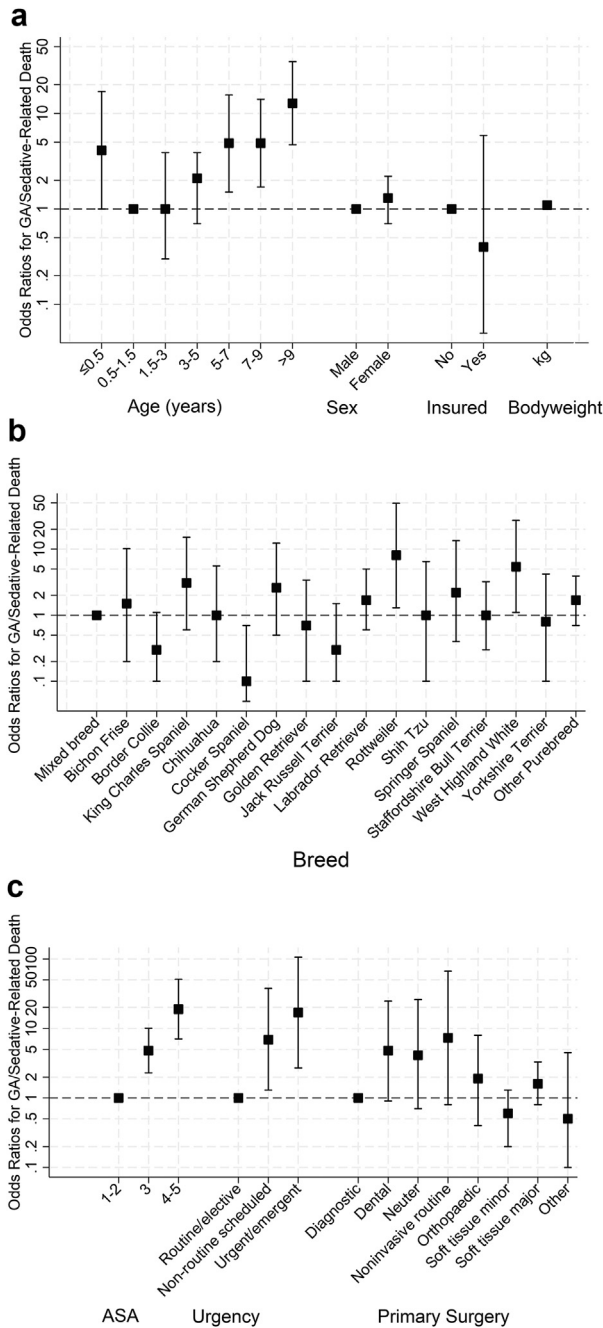 a
Odds Ratios for GA/Sedative-Related Death
50
20
10
5
2
1
.5
.2
.1
≤0.5
0.5-1.5
1.5-3
3-5
5-7
7-9
>9
Male
Female
No
Yes
kg
Age (years)
Sex
Insured
Bodyweight
b
Odds Ratios for GA/Sedative-Related Death
50
20
10
5
2
1
.5
.2
.1
Mixed breed
Bichon Frise
Border Collie
King Charles Spaniel
Chihuahua
Cocker Spaniel
German Shepherd Dog
Golden Retriever
Jack Russell Terrier
Labrador Retriever
Rottweiler
Shih Tzu
Springer Spaniel
Staffordshire Bull Terrier
West Highland White
Yorkshire Terrier
Other Purebreed
Breed
c
Odds Ratios for GA/Sedative-Related Death
100
50
20
10
5
2
1
.5
.2
.1
1-2
3
4-5
Routine/elective
Non-routine scheduled
Urgent/emergent
Diagnostic
Dental
Neuter
Noninvasive routine
Orthopaedic
Soft tissue minor
Soft tissue major
Other
ASA
Urgency
Primary Surgery